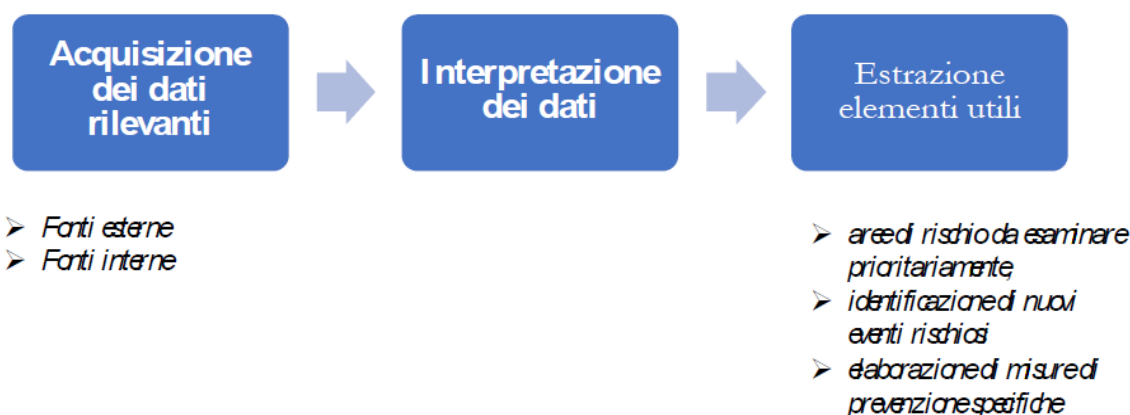 Acquisizione
dei dati
rilevanti
Interpretazione
dei dati
Estrazione
elementi utili
➢ Fonti esterne
➢ Fonti interne
➢ aree di rischio da esaminare
prioritariamente,
➢ identificazione di nuovi
eventi rischiosi
➢ elaborazione di misure di
prevenzione specifiche